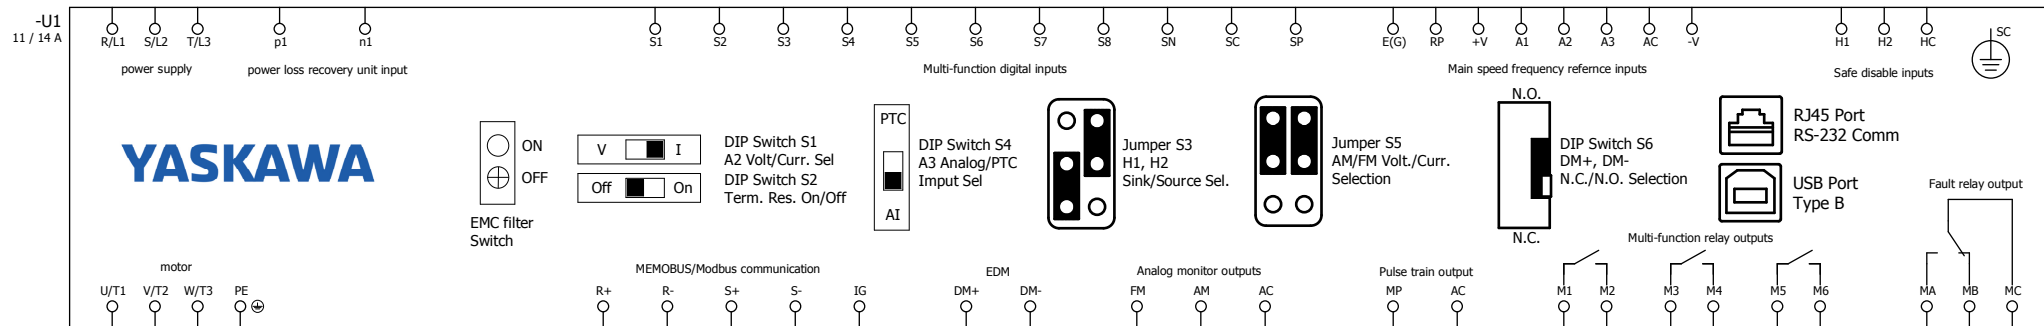 -U1
11 / 14 A
R/L1 S/L2 T/L3 p1 n1 S1 S2 S3 S4 S5 S6 S7 S8 SN SC SP E(G) RP +V A1 A2 A3 AC -V H1 H2 HC SC
power supply power loss recovery unit input Multi-function digital inputs Main speed frequency refernce inputs Safe disable inputs
YASKAWA
ON
OFF
EMC filter
Switch
V I
DIP Switch S1
A2 Volt/Curr. Sel
Off On
DIP Switch S2
Term. Res. On/Off
PTC
AI
DIP Switch S4
A3 Analog/PTC
Imput Sel
Jumper S3
H1, H2
Sink/Source Sel.
Jumper S5
AM/FM Volt./Curr.
Selection
N.O.
N.C.
DIP Switch S6
DM+, DM-
N.C./N.O. Selection
RJ45 Port
RS-232 Comm
USB Port
Type B
Fault relay output
Multi-function relay outputs
motor MEMOBUS/Modbus communication EDM Analog monitor outputs Pulse train output
U/T1 V/T2 W/T3 PE R+ R- S+ S- IG DM+ DM- FM AM AC MP AC M1 M2 M3 M4 M5 M6 MA MB MC